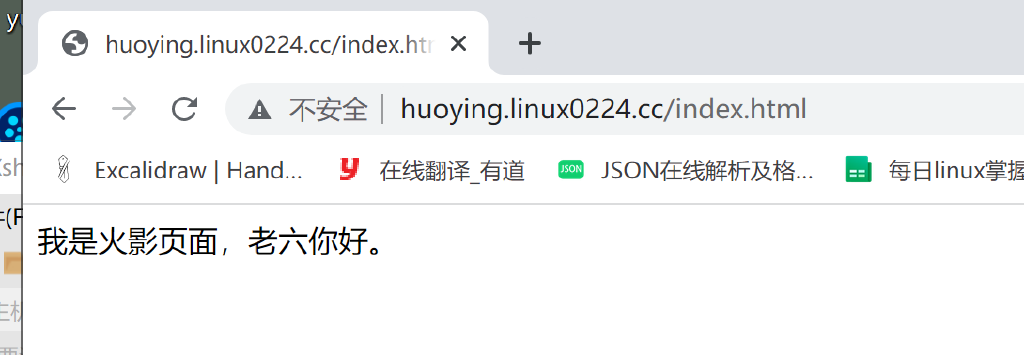 yu
huoying.linux0224.cc/index.htm
不安全 huoying.linux0224.cc/index.html
Excalidraw | Hand... 在线翻译_有道 JSON JSON在线解析及格... 每日linux掌握
我是火影页面，老六你好。